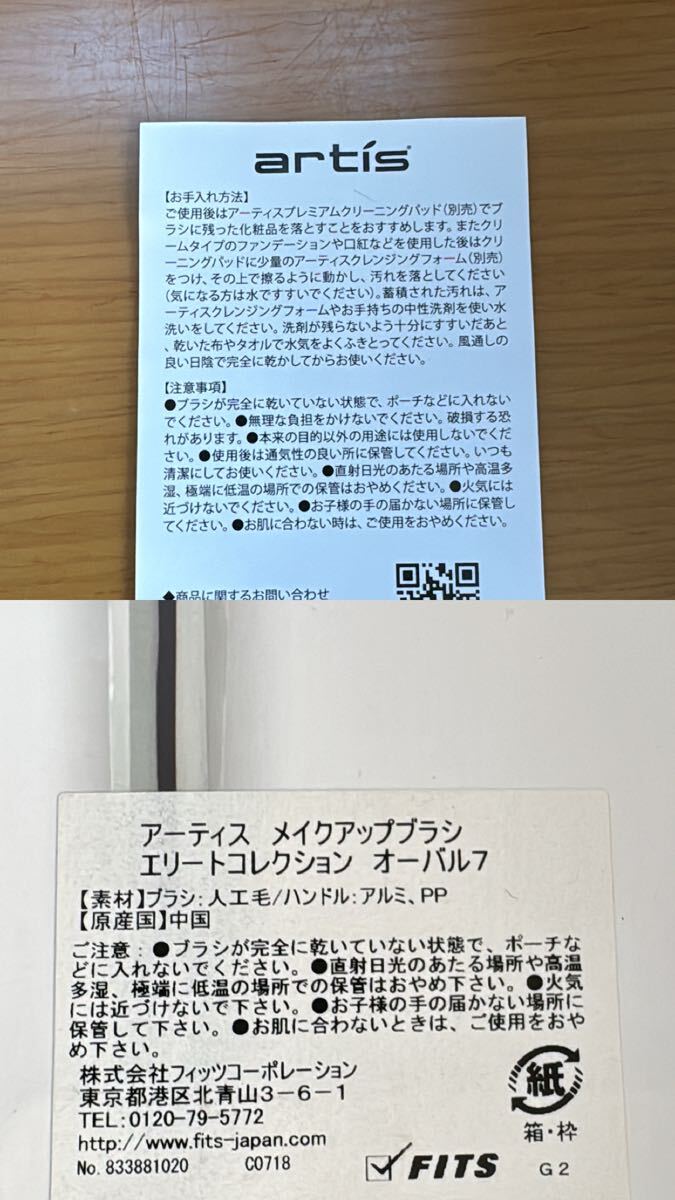 artis
【お手入れ方法】
ご使用後はアーティスプレミアムクリーニングパッド(別売)でブ
ラシに残った化粧品を落とすことをおすすめします。またクリ
ームタイプのファンデーションや口紅などを使用した後はクリ
ーニングパッドに少量のアーティスクレンジングフォーム(別売)
をつけ、その上で擦るように動かし、汚れを落としてください
(気になる方は水ですすいでください)。蓄積された汚れは、ア
ーティスクレンジングフォームやお手持ちの中性洗剤を使い水
洗いをしてください。洗剤が残らないよう十分にすすいだあと
、乾いた布やタオルで水気をよくふきとってください。風通しの
良い日陰で完全に乾かしてからお使いください。
【注意事項】
●ブラシが完全に乾いていない状態で、ポーチなどに入れない
でください。●無理な負担をかけないでください。破損する恐
れがあります。●本来の目的以外の用途には使用しないでくだ
さい。●使用後は通気性の良い所に保管してください。いつも
清潔にしてお使いください。●直射日光のあたる場所や高温多
湿、極端に低温の場所での保管はおやめください。●火気には
近づけないでください。●お子様の手の届かない場所に保管し
てください。●お肌に合わない時は、ご使用をおやめください。
◆商品に関するお問い合わせ
アーティス メイクアップブラシ
エリートコレクション オーバル7
【素材】ブラシ:人工毛/ハンドル:アルミ、PP
【原産国】中国
ご注意:●ブラシが完全に乾いていない状態で、ポーチな
どに入れないでください。●直射日光のあたる場所や高温
多湿、極端に低温の場所での保管はおやめ下さい。●火気
には近づけないで下さい。●お子様の手の届かない場所に
保管して下さい。●お肌に合わないときは、ご使用をおや
め下さい。
株式会社フィッツコーポレーション
東京都港区北青山3-6-1
TEL:0120-79-5772
http://www.fits-japan.com
No.833881020 C0718
FITS
紙
箱・枠
G2